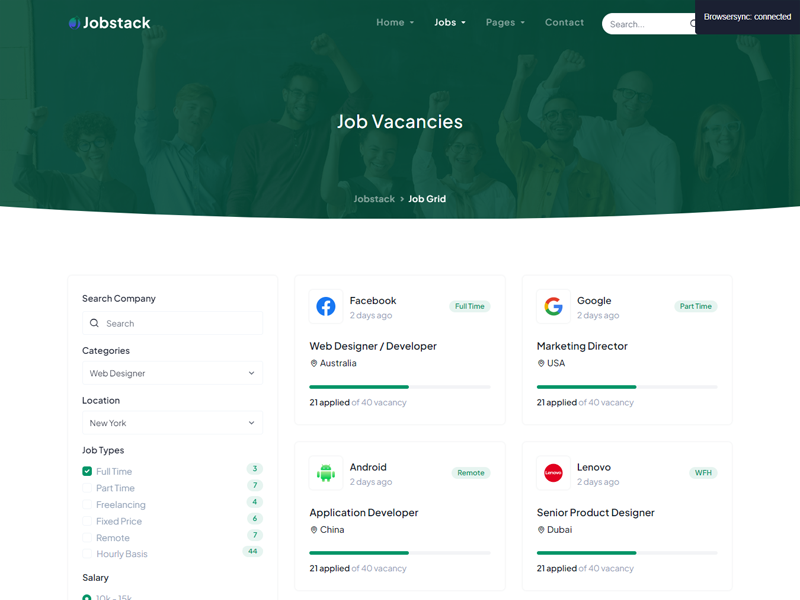 Jobstack
Home
Jobs
Pages
Contact
Search...
Browsersync: connected
Job Vacancies
Jobstack > Job Grid
Search Company
Search
Categories
Web Designer
Location
New York
Job Types
Full Time 3
Part Time 7
Freelancing 4
Fixed Price 6
Remote 7
Hourly Basis 44
Salary
10k - 15k
Facebook
2 days ago
Full Time
Web Designer / Developer
Australia
21 applied of 40 vacancy
Google
2 days ago
Part Time
Marketing Director
USA
21 applied of 40 vacancy
Android
2 days ago
Remote
Application Developer
China
21 applied of 40 vacancy
Lenovo
Lenovo
2 days ago
WFH
Senior Product Designer
Dubai
21 applied of 40 vacancy